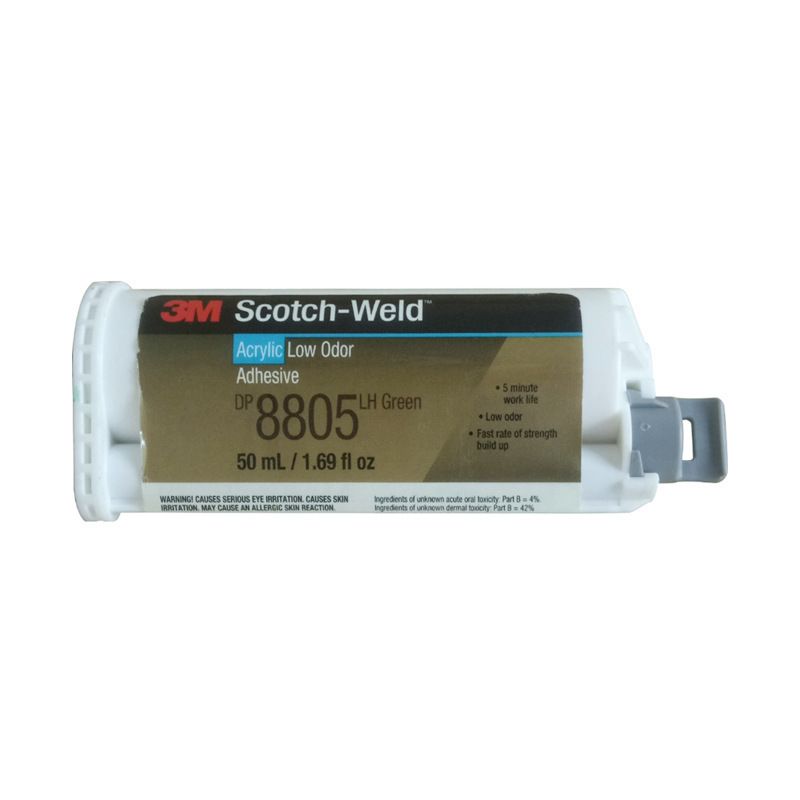 3M Scotch-Weld™
Acrylic Low Odor
Adhesive
DP 8805 LH Green
50 mL / 1.69 fl oz
• 5 minute
work life
• Low odor
• Fast rate of strength
build up
WARNING! CAUSES SERIOUS EYE IRRITATION. CAUSES SKIN
IRRITATION. MAY CAUSE AN ALLERGIC SKIN REACTION.
Ingredients of unknown acute oral toxicity: Part B = 4%.
Ingredients of unknown dermal toxicity: Part B = 42%